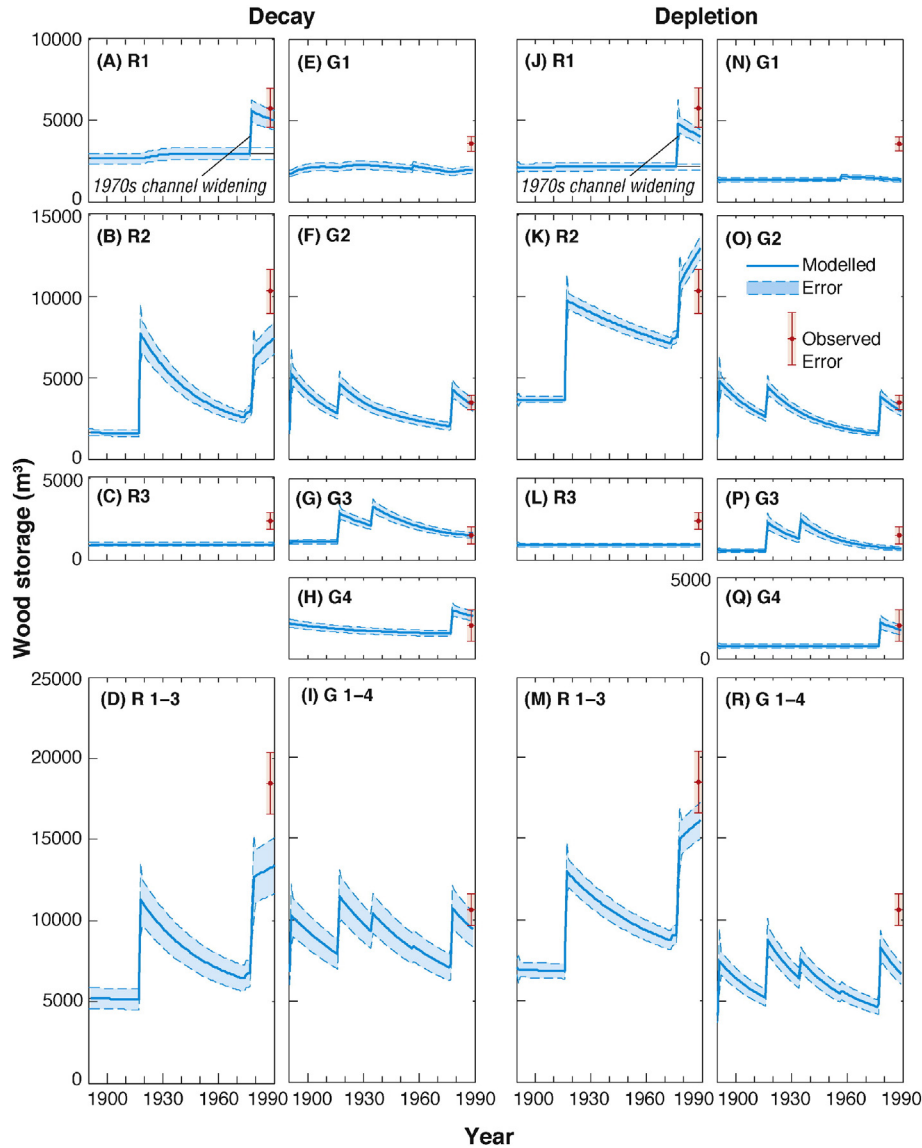 Decay
Depletion
10000
5000
0
(A) R1
1970s channel widening
(E) G1
(J) R1
1970s channel widening
(N) G1
15000
10000
5000
0
(B) R2
(F) G2
(K) R2
(O) G2
Modelled
Error
Observed
Error
5000
0
(C) R3
(G) G3
(L) R3
(P) G3
(H) G4
5000
0
(Q) G4
Wood storage (m³)
25000
20000
15000
10000
5000
0
(D) R 1–3
(I) G 1–4
(M) R 1–3
(R) G 1–4
1900 1930 1960 1990
1900 1930 1960 1990
1900 1930 1960 1990
1900 1930 1960 1990
Year